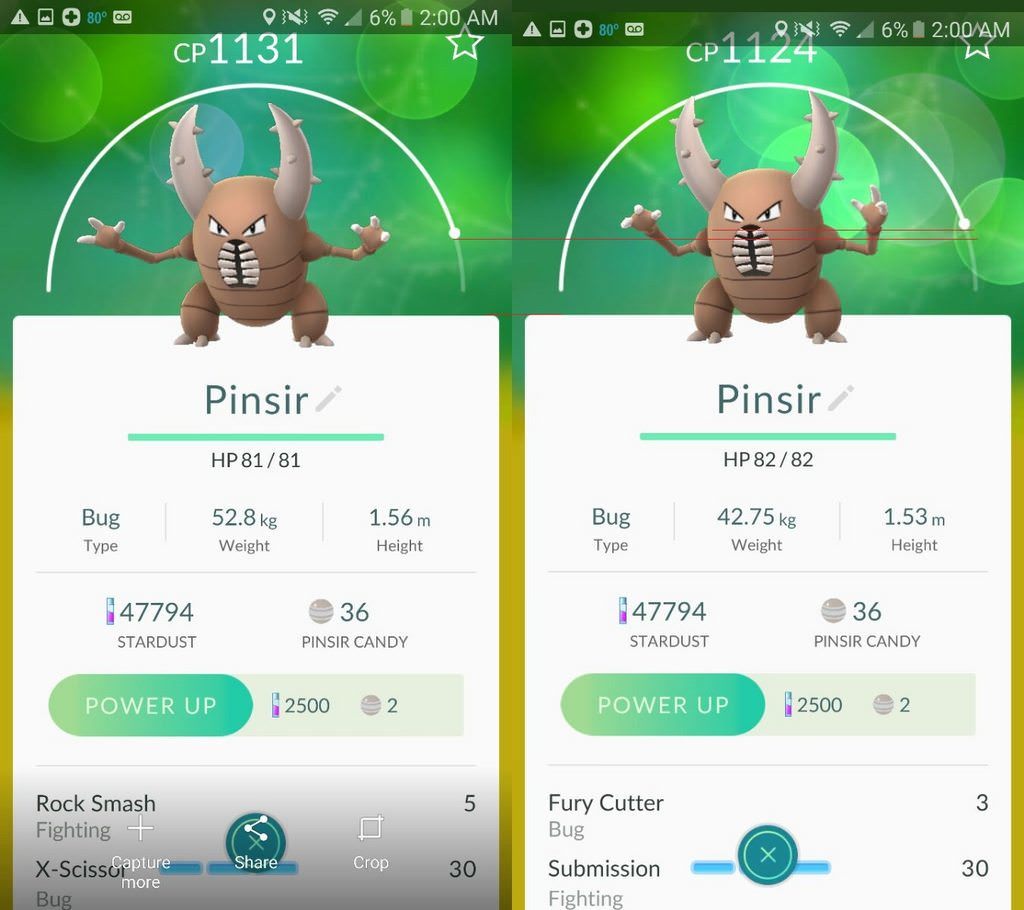 80° 6% 2:00 AM
CP1131
Pinsir
HP 81 / 81
Bug
Type
52.8 kg
Weight
1.56 m
Height
47794
STARDUST
36
PINSIR CANDY
POWER UP
2500
2
Rock Smash 5
Fighting
X-Scissor 30
Bug
Capture
more
Share
Crop
80° 6% 2:00 AM
CP1124
Pinsir
HP 82 / 82
Bug
Type
42.75 kg
Weight
1.53 m
Height
47794
STARDUST
36
PINSIR CANDY
POWER UP
2500
2
Fury Cutter 3
Bug
Submission 30
Fighting